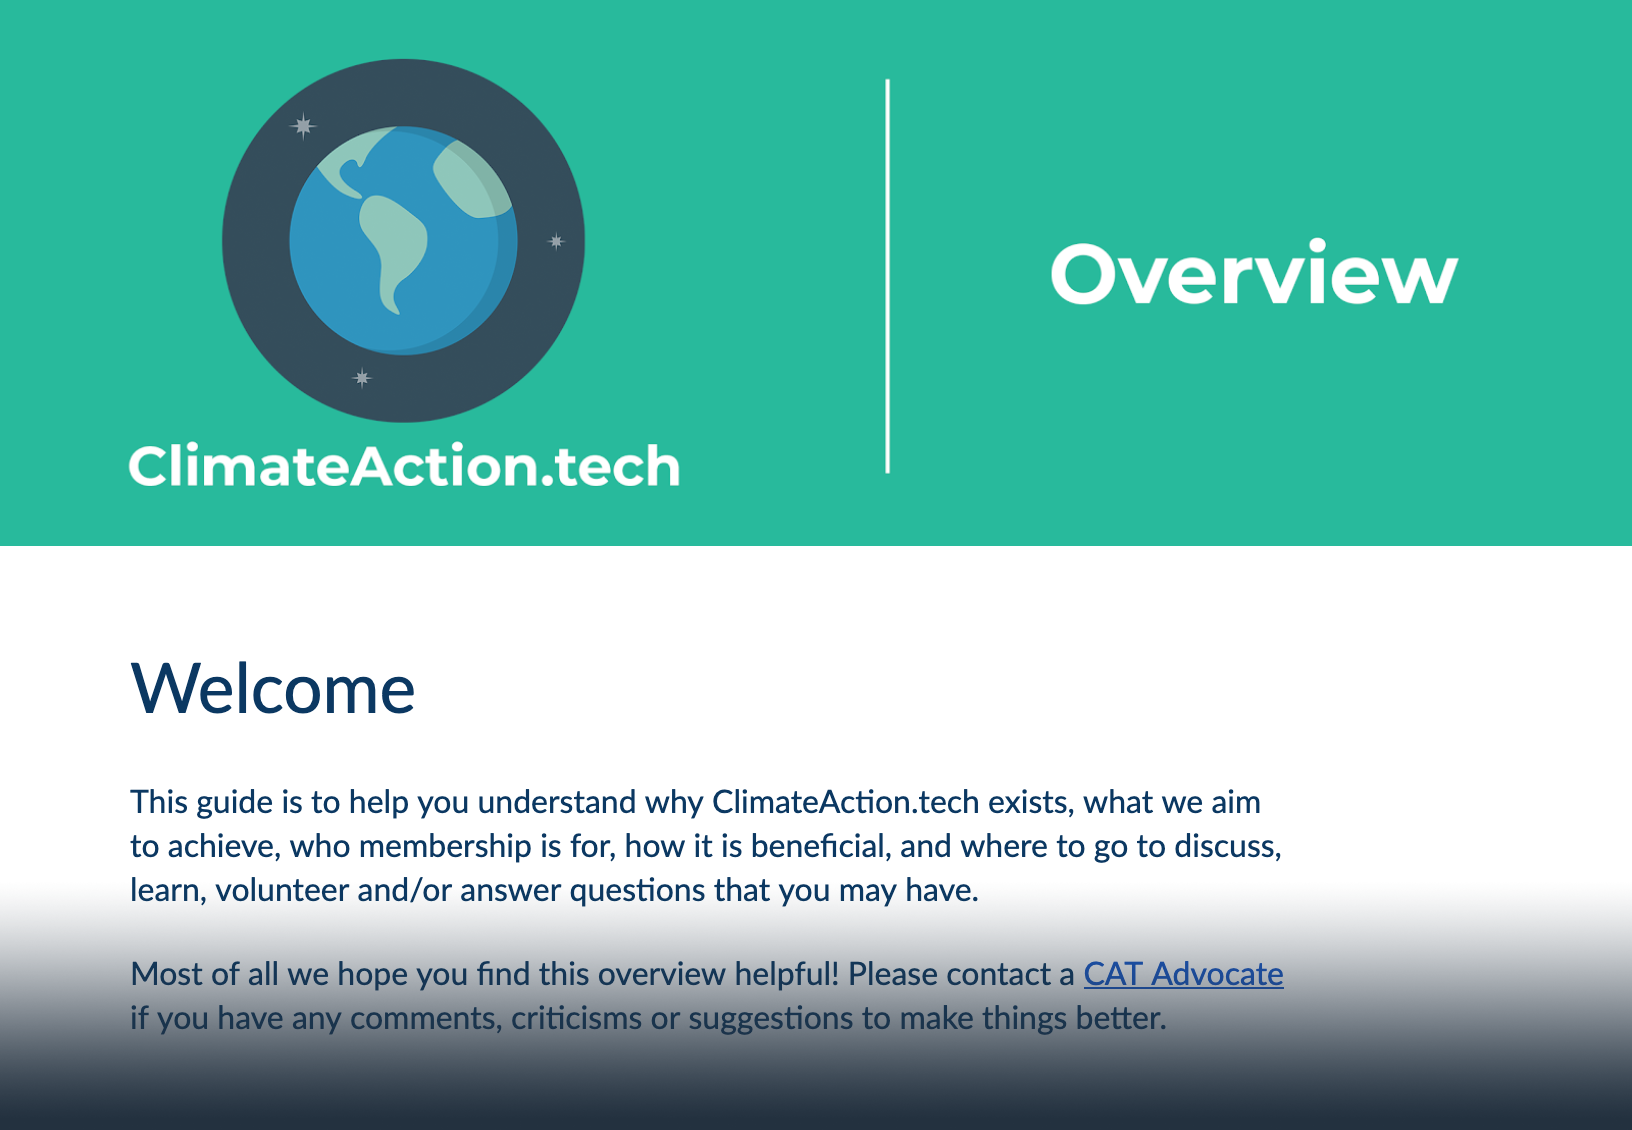 ClimateAction.tech
Overview
Welcome
This guide is to help you understand why ClimateAction.tech exists, what we aim
to achieve, who membership is for, how it is beneficial, and where to go to discuss,
learn, volunteer and/or answer questions that you may have.
Most of all we hope you find this overview helpful! Please contact a CAT Advocate
if you have any comments, criticisms or suggestions to make things better.